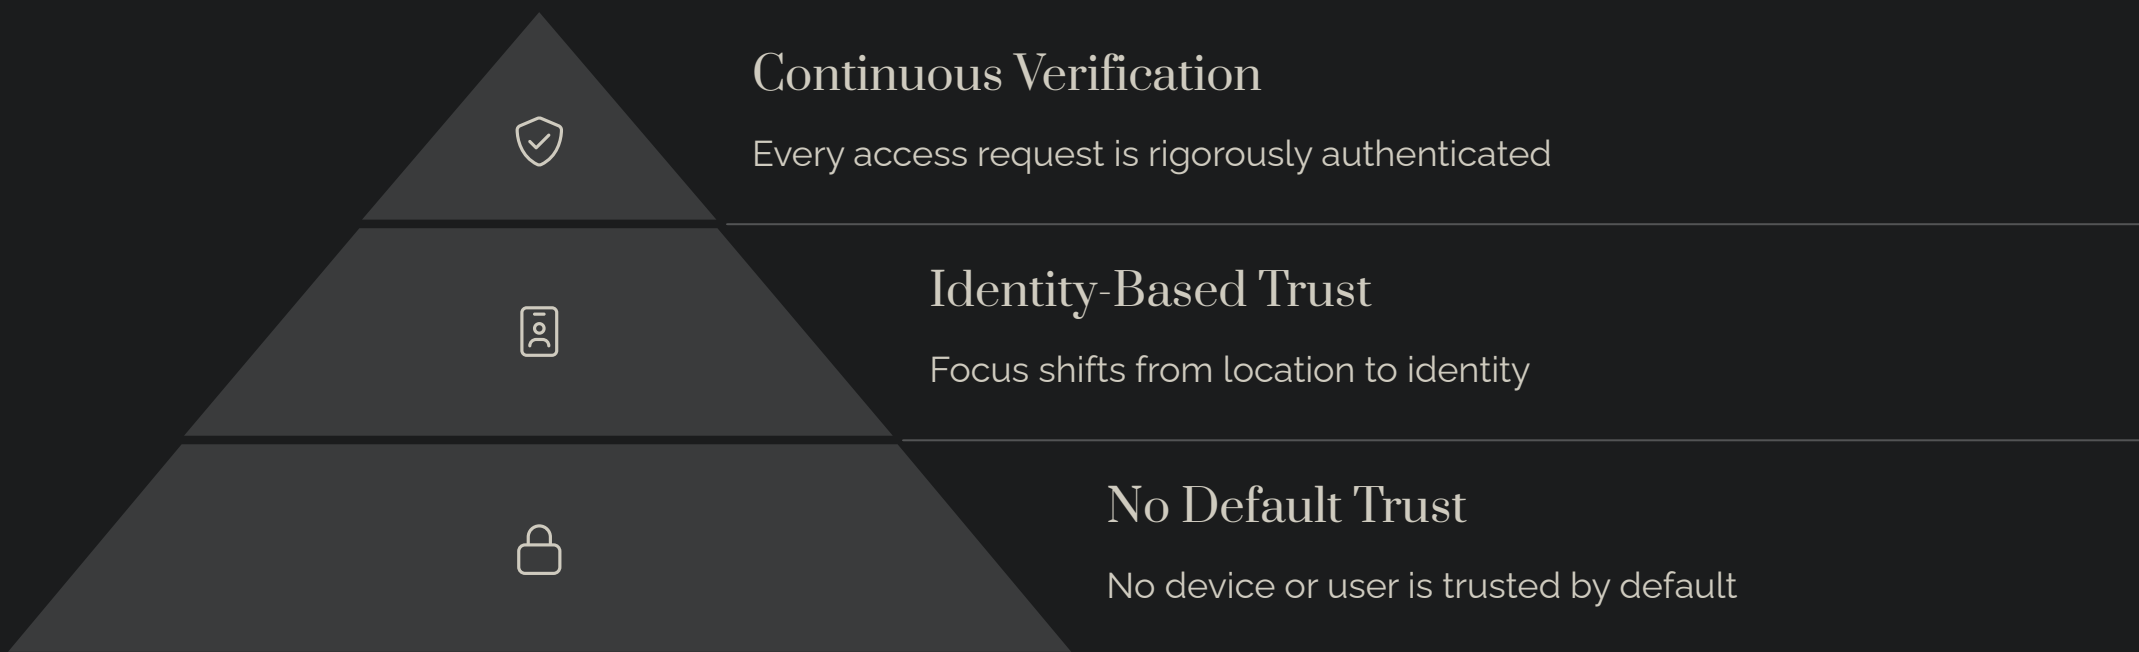 Continuous Verification
Every access request is rigorously authenticated
Identity-Based Trust
Focus shifts from location to identity
No Default Trust
No device or user is trusted by default